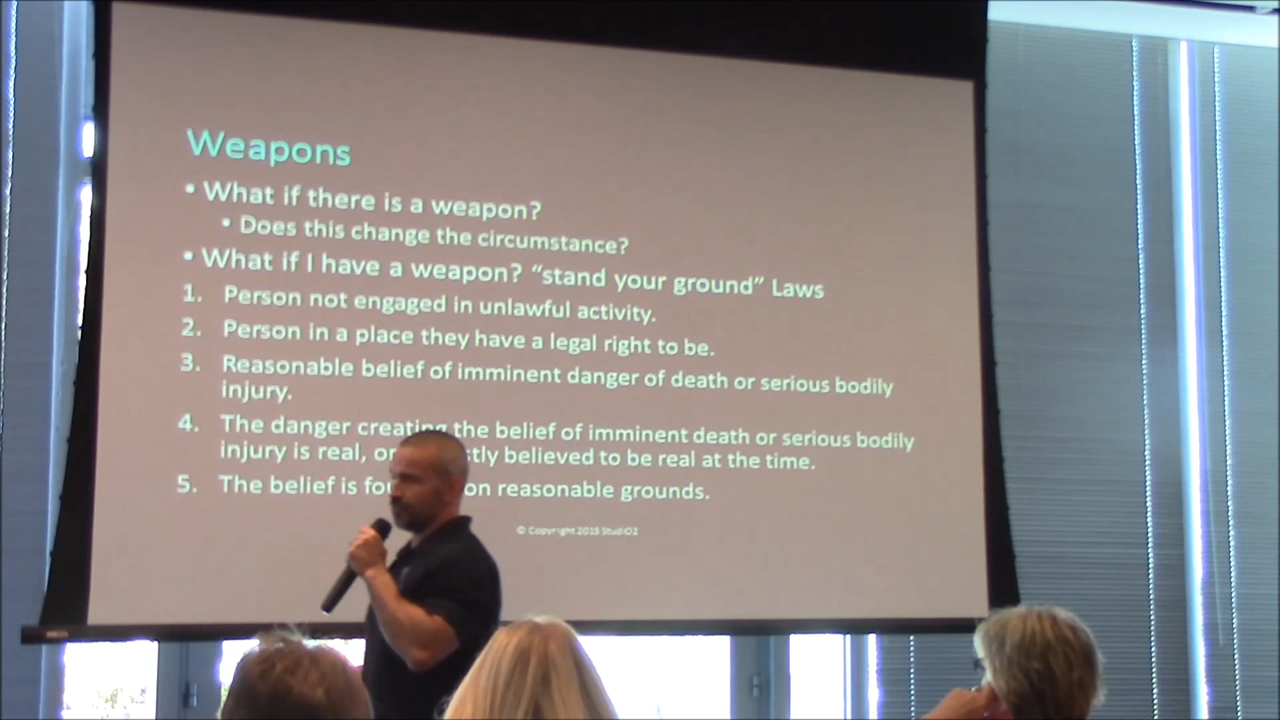 Weapons
• What if there is a weapon?
• Does this change the circumstance?
• What if I have a weapon? “stand your ground” Laws
1. Person not engaged in unlawful activity.
2. Person in a place they have a legal right to be.
3. Reasonable belief of imminent danger of death or serious bodily
injury.
4. The danger creating the belief of imminent death or serious bodily
injury is real, believed to be real at the time.
5. The belief is on reasonable grounds.
© Copyright 2015 StudiO2